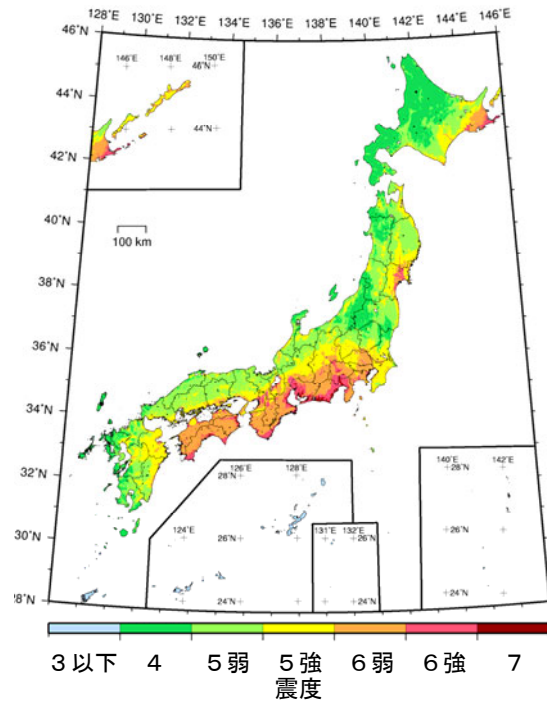 128°E 130°E 132°E 134°E 136°E 138°E 140°E 142°E 144°E 146°E
46°N
146°E 148°E 150°E
46°N
44°N
44°N
42°N
40°N
100 km
38°N
36°N
34°N
32°N
126°E 128°E
28°N
140°E 142°E
28°N
30°N
124°E
26°N
131°E 132°E
26°N
26°N
28°N
24°N
24°N
24°N
3以下 4 5弱 5強 6弱 6強 7
震度